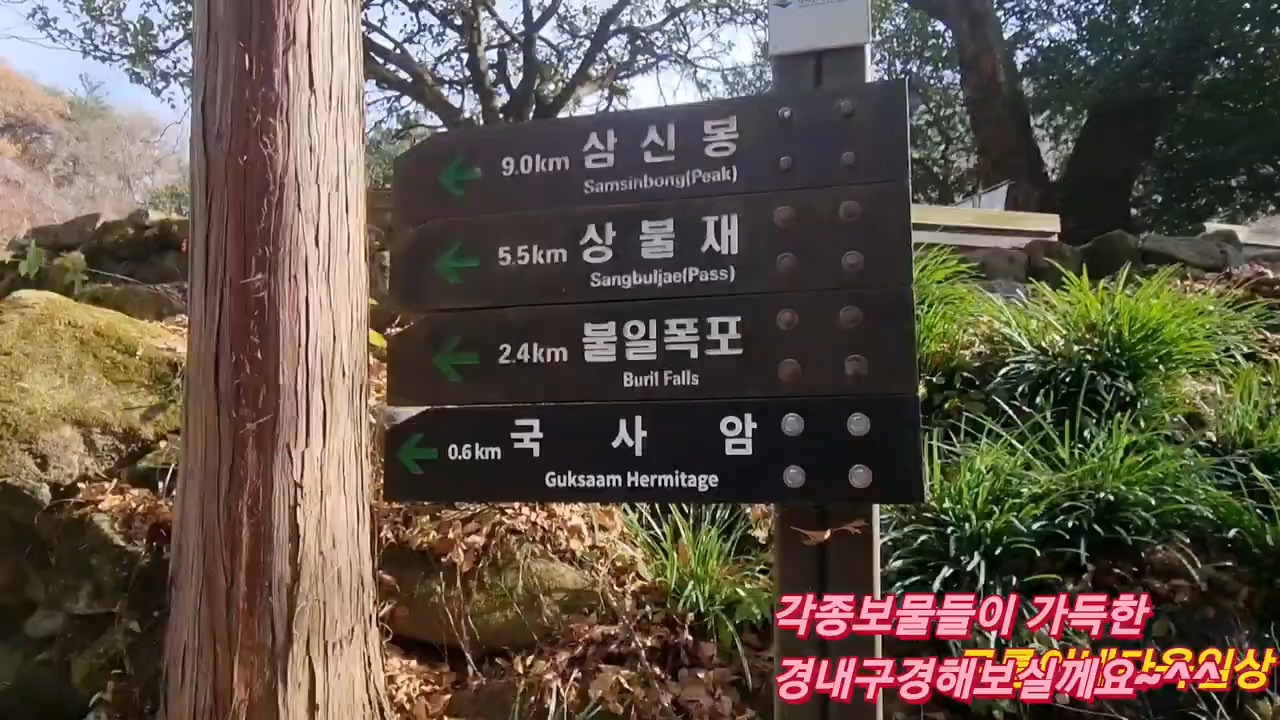 9.0km 삼 신 봉
Samsinbong(Peak)
5.5km 상 불 재
Sangbuljae(Pass)
2.4km 불일폭포
Buril Falls
0.6km 국 사 암
Guksaam Hermitage
각종보물들이 가득한
경내구경해보실께요~^^